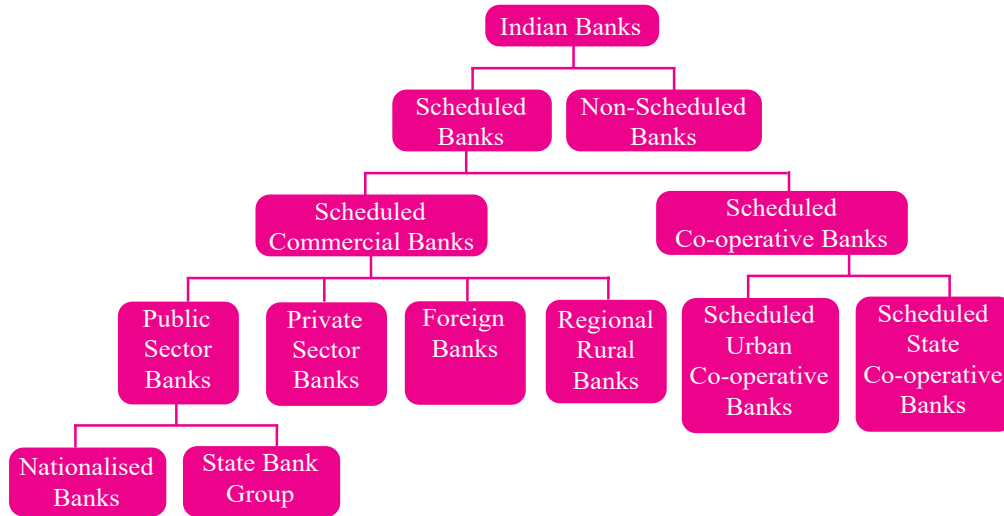 Indian Banks
Scheduled
Banks
Non-Scheduled
Banks
Scheduled
Commercial Banks
Scheduled
Co-operative Banks
Public
Sector
Banks
Private
Sector
Banks
Foreign
Banks
Regional
Rural
Banks
Scheduled
Urban
Co-operative
Banks
Scheduled
State
Co-operative
Banks
Nationalised
Banks
State Bank
Group